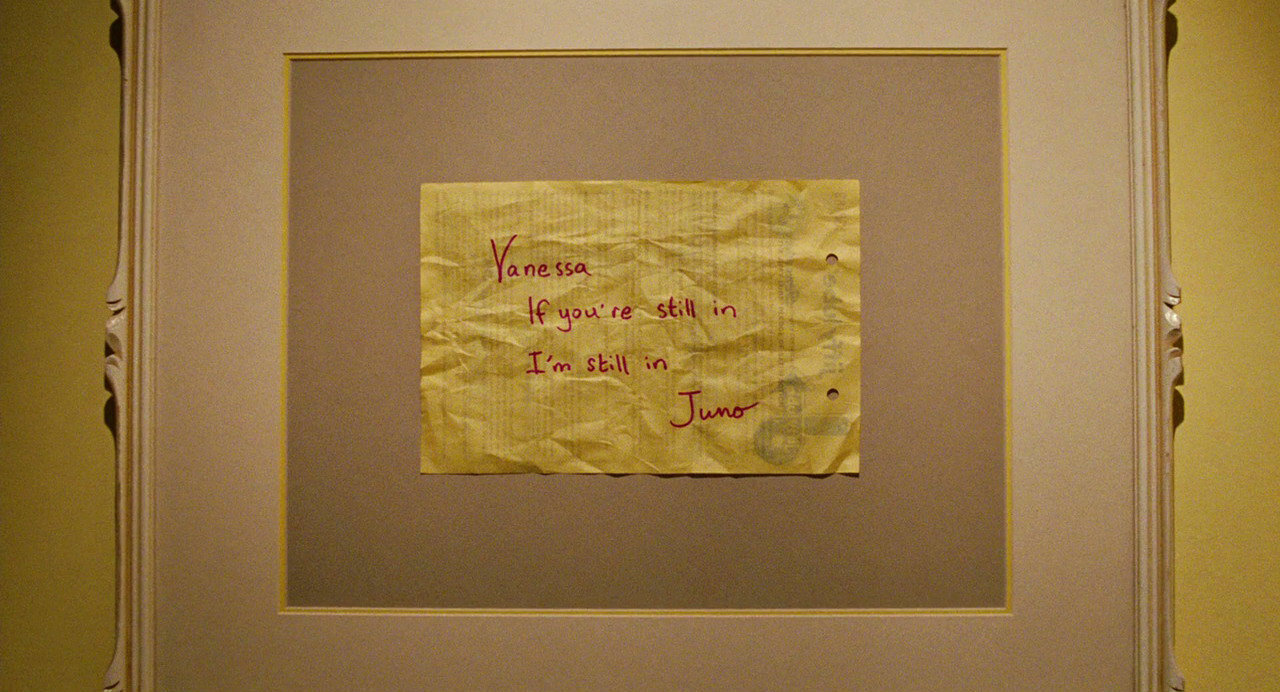 Vanessa
If you're still in
I'm still in
Juno